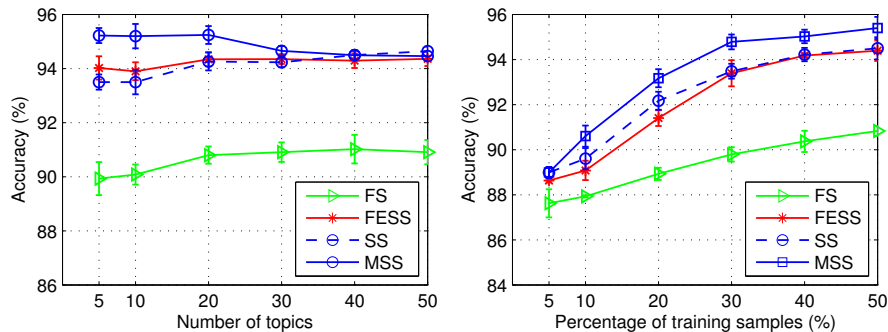 96
94
92
90
88
86
5
10
20
30
40
50
Accuracy (%)
Number of topics
FS
FESS
SS
MSS
96
94
92
90
88
86
84
5
10
20
30
40
50
Accuracy (%)
Percentage of training samples (%)
FS
FESS
SS
MSS